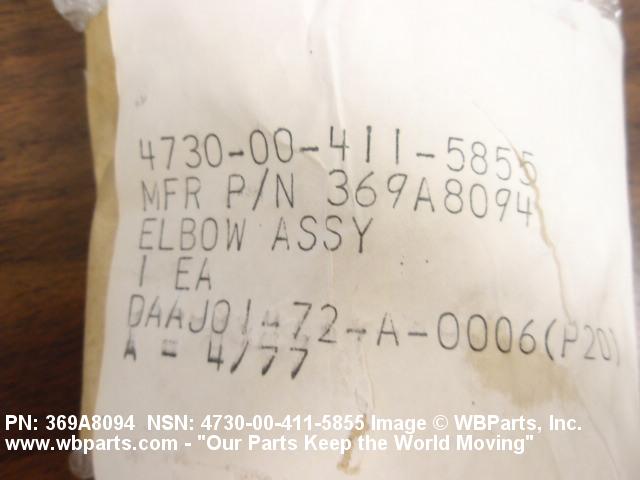 4730-00-411-5855
MFR P/N 369A8094
ELBOW ASSY
1 EA
DAAJ01-72-A-0006(P20)
A - 4/77
PN: 369A8094 NSN: 4730-00-411-5855 Image © WBParts, Inc.
www.wbparts.com - "Our Parts Keep the World Moving"